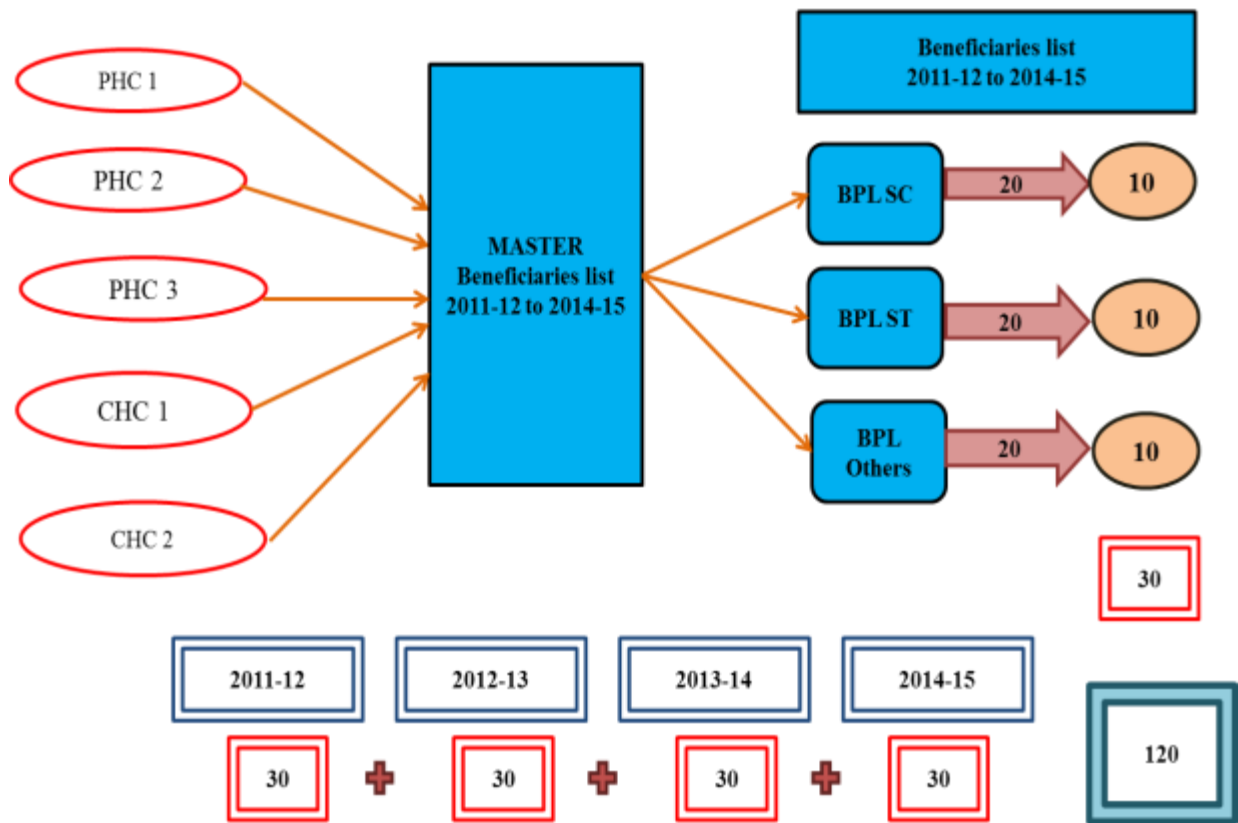 PHC 1
PHC 2
PHC 3
CHC 1
CHC 2
MASTER
Beneficiaries list
2011-12 to 2014-15
Beneficiaries list
2011-12 to 2014-15
BPL SC
20
10
BPL ST
20
10
BPL
Others
20
10
30
2011-12
2012-13
2013-14
2014-15
30
30
30
30
120